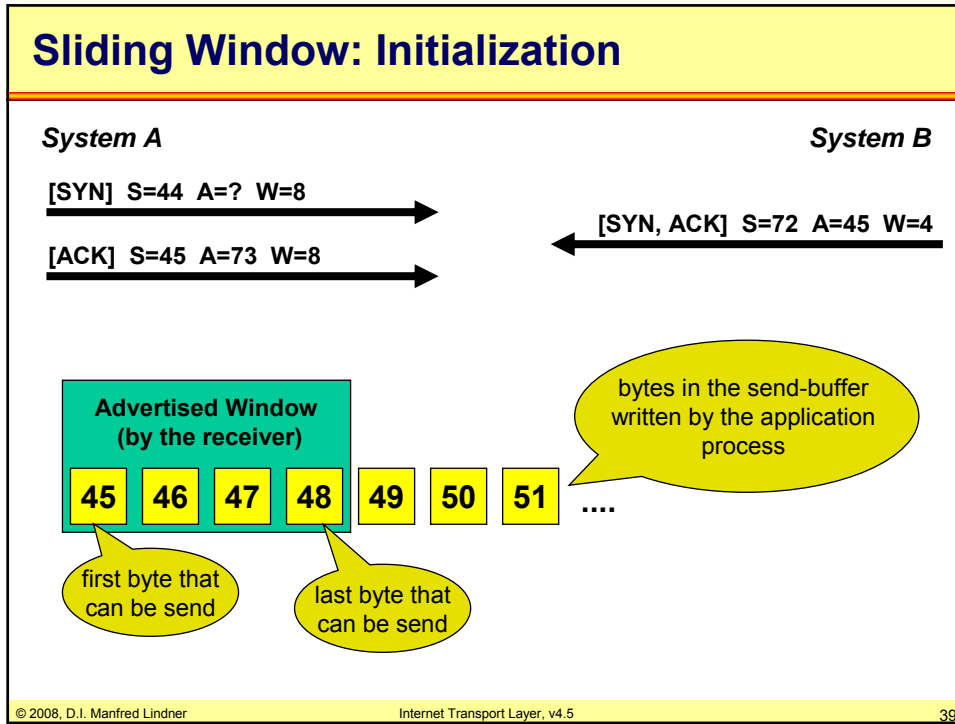 Sliding Window: Initialization
System A
System B
[SYN] S=44 A=? W=8
[SYN, ACK] S=72 A=45 W=4
[ACK] S=45 A=73 W=8
bytes in the send-buffer
written by the application
process
Advertised Window
(by the receiver)
45 46 47 48 49 50 51 ....
first byte that
can be send
last byte that
can be send
© 2008, D.I. Manfred Lindner
Internet Transport Layer, v4.5
39